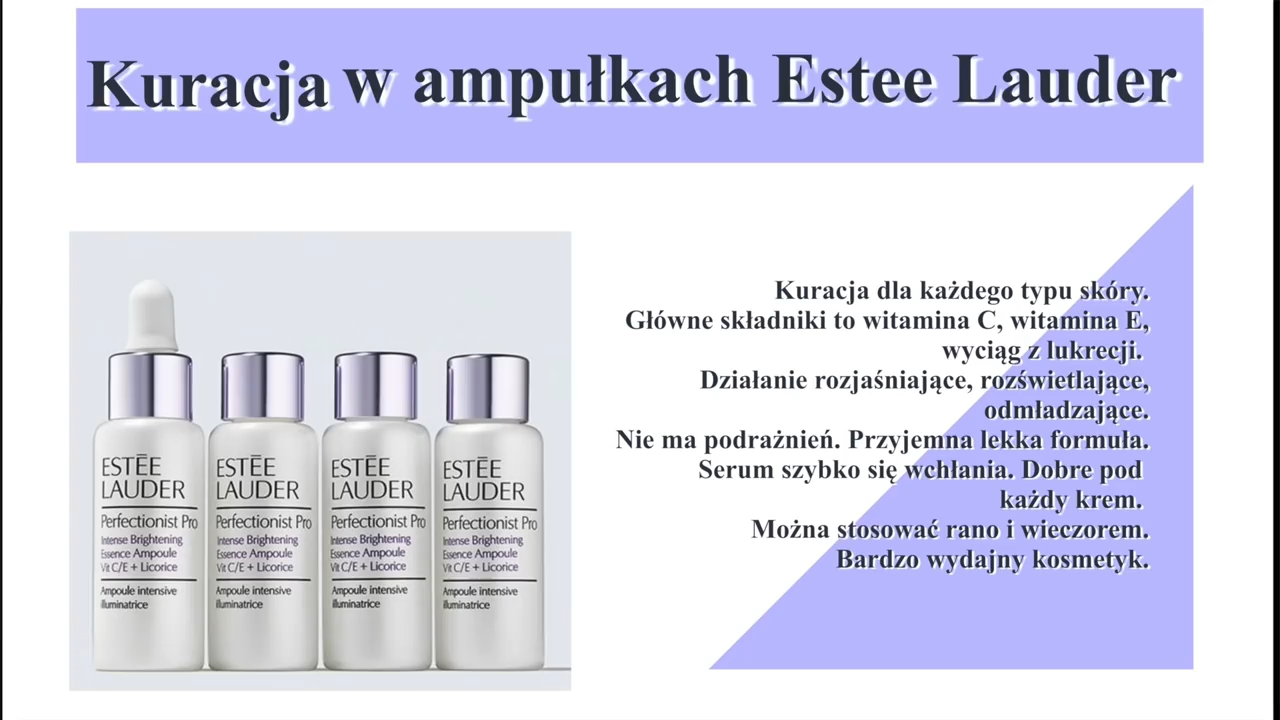 Kuracja w ampułkach Estee Lauder
Kuracja dla każdego typu skóry.
Główne składniki to witamina C, witamina E,
wyciąg z lukrecji.
Działanie rozjaśniające, rozświetlające,
odmładzające.
Nie ma podrażnień. Przyjemna lekka formuła.
Serum szybko się wchłania. Dobre pod
każdy krem.
Można stosować rano i wieczorem.
Bardzo wydajny kosmetyk.
ESTĒE
LAUDER
Perfectionist Pro
Intense Brightening
Essence Ampoule
Vit C/E + Licorice
Ampoule intensive
illuminatrice
ESTĒE
LAUDER
Perfectionist Pro
Intense Brightening
Essence Ampoule
Vit C/E + Licorice
Ampoule intensive
illuminatrice
ESTĒE
LAUDER
Perfectionist Pro
Intense Brightening
Essence Ampoule
Vit C/E + Licorice
Ampoule intensive
illuminatrice
ESTĒE
LAUDER
Perfectionist Pro
Intense Brightening
Essence Ampoule
Vit C/E + Licorice
Ampoule intensive
illuminatrice